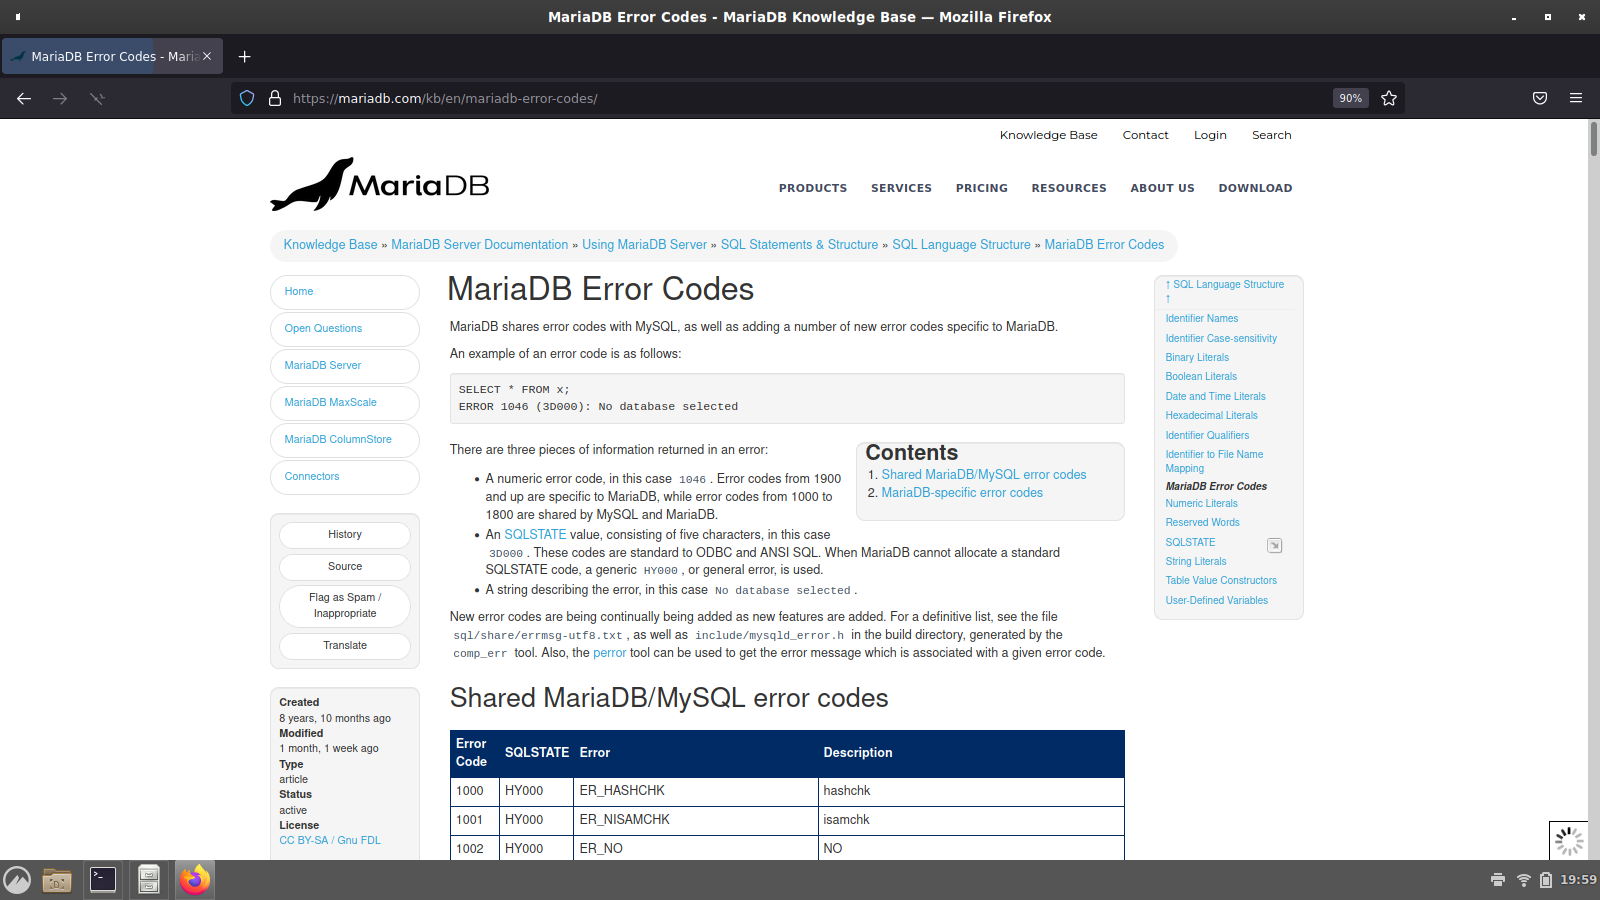 MariaDB Error Codes - MariaDB Knowledge Base — Mozilla Firefox
MariaDB Error Codes - Maria
https://mariadb.com/kb/en/mariadb-error-codes/
90%
Knowledge Base Contact Login Search
MariaDB
PRODUCTS SERVICES PRICING RESOURCES ABOUT US DOWNLOAD
Knowledge Base » MariaDB Server Documentation » Using MariaDB Server » SQL Statements & Structure » SQL Language Structure » MariaDB Error Codes
Home
Open Questions
MariaDB Server
MariaDB MaxScale
MariaDB ColumnStore
Connectors
History
Source
Flag as Spam /
Inappropriate
Translate
Created
8 years, 10 months ago
Modified
1 month, 1 week ago
Type
article
Status
active
License
CC BY-SA / Gnu FDL
MariaDB Error Codes
MariaDB shares error codes with MySQL, as well as adding a number of new error codes specific to MariaDB.
An example of an error code is as follows:
SELECT * FROM x;
ERROR 1046 (3D000): No database selected
There are three pieces of information returned in an error:
• A numeric error code, in this case 1046 . Error codes from 1900
and up are specific to MariaDB, while error codes from 1000 to
1800 are shared by MySQL and MariaDB.
• An SQLSTATE value, consisting of five characters, in this case
3D000 . These codes are standard to ODBC and ANSI SQL. When MariaDB cannot allocate a standard
SQLSTATE code, a generic HY000 , or general error, is used.
• A string describing the error, in this case No database selected .
Contents
1. Shared MariaDB/MySQL error codes
2. MariaDB-specific error codes
New error codes are being continually being added as new features are added. For a definitive list, see the file
sql/share/errmsg-utf8.txt , as well as include/mysqld_error.h in the build directory, generated by the
comp_err tool. Also, the perror tool can be used to get the error message which is associated with a given error code.
Shared MariaDB/MySQL error codes
Error Code SQLSTATE Error Description
1000 HY000 ER_HASHCHK hashchk
1001 HY000 ER_NISAMCHK isamchk
1002 HY000 ER_NO NO
↑ SQL Language Structure
↑
Identifier Names
Identifier Case-sensitivity
Binary Literals
Boolean Literals
Date and Time Literals
Hexadecimal Literals
Identifier Qualifiers
Identifier to File Name
Mapping
MariaDB Error Codes
Numeric Literals
Reserved Words
SQLSTATE
String Literals
Table Value Constructors
User-Defined Variables
19:59